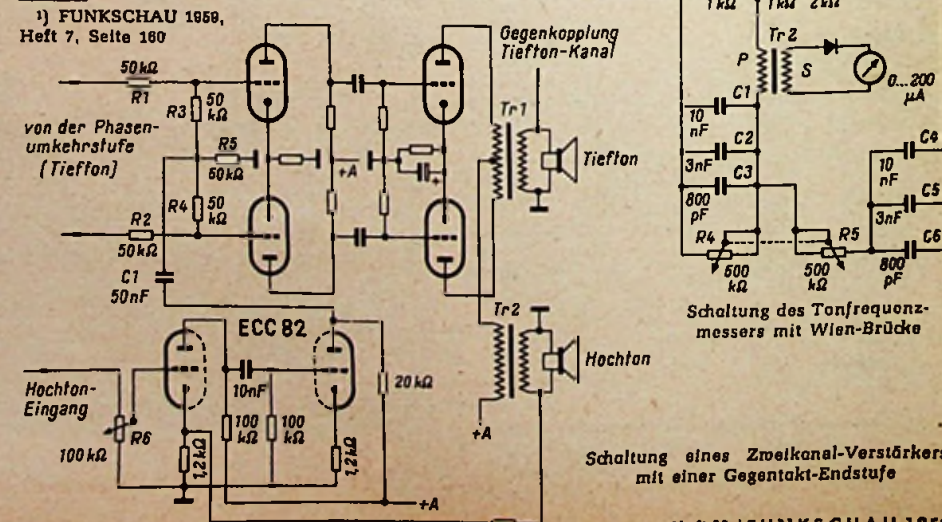 ¹) FUNKSCHAU 1959,
Heft 7, Seite 160
50kΩ
R1
R3
50
kΩ
von der Phasen-
umkehrstufe
(Tiefton)
R5
50kΩ
R4
50
kΩ
R2
50kΩ
C1
50nF
+A
Gegenkopplung
Tiefton-Kanal
Tr1
Tiefton
Tr2
Hochton
+A
ECC 82
Hochton-
Eingang
R6
100kΩ
10nF
1,2kΩ
100
kΩ
100
kΩ
1,2kΩ
20kΩ
+A
1kΩ
1kΩ
2kΩ
Tr2
P
S
0...200
μA
C1
10
nF
C2
3nF
C3
800
pF
R4
500
kΩ
R5
500
kΩ
C4
10
nF
C5
3nF
C6
800
pF
Schaltung des Tonfrequenz-
messers mit Wien-Brücke
Schaltung eines Zweikanal-Verstärkers
mit einer Gegentakt-Endstufe